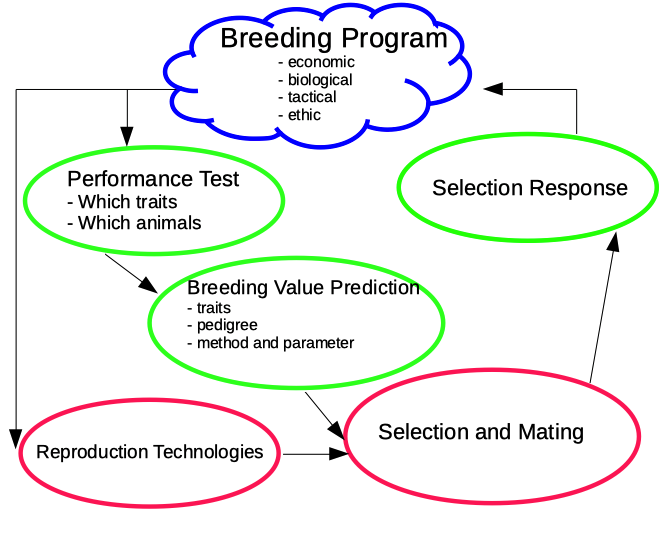 Breeding Program
- economic
- biological
- tactical
- ethic
Performance Test
- Which traits
- Which animals
Selection Response
Breeding Value Prediction
- traits
- pedigree
- method and parameter
Selection and Mating
Reproduction Technologies